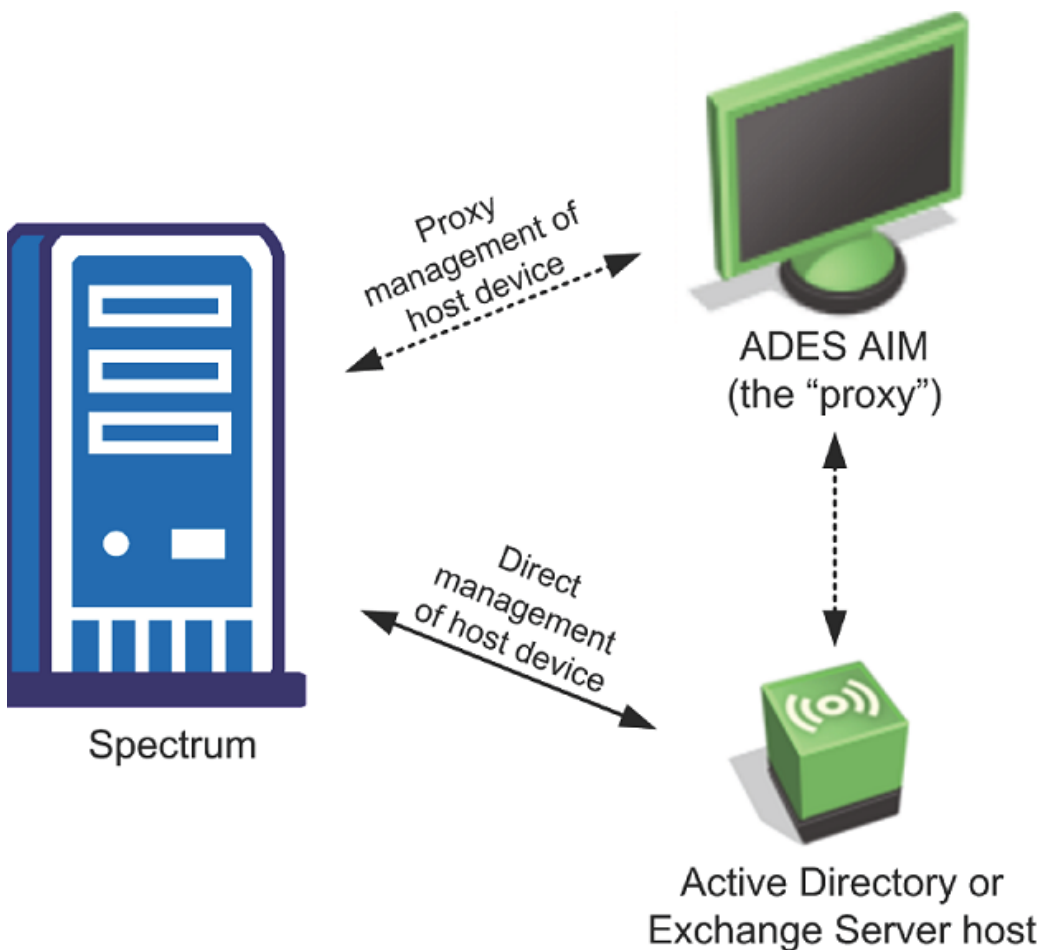 Proxy
management of
host device
ADES AIM
(the “proxy”)
Direct
management
of host device
Spectrum
Active Directory or
Exchange Server host